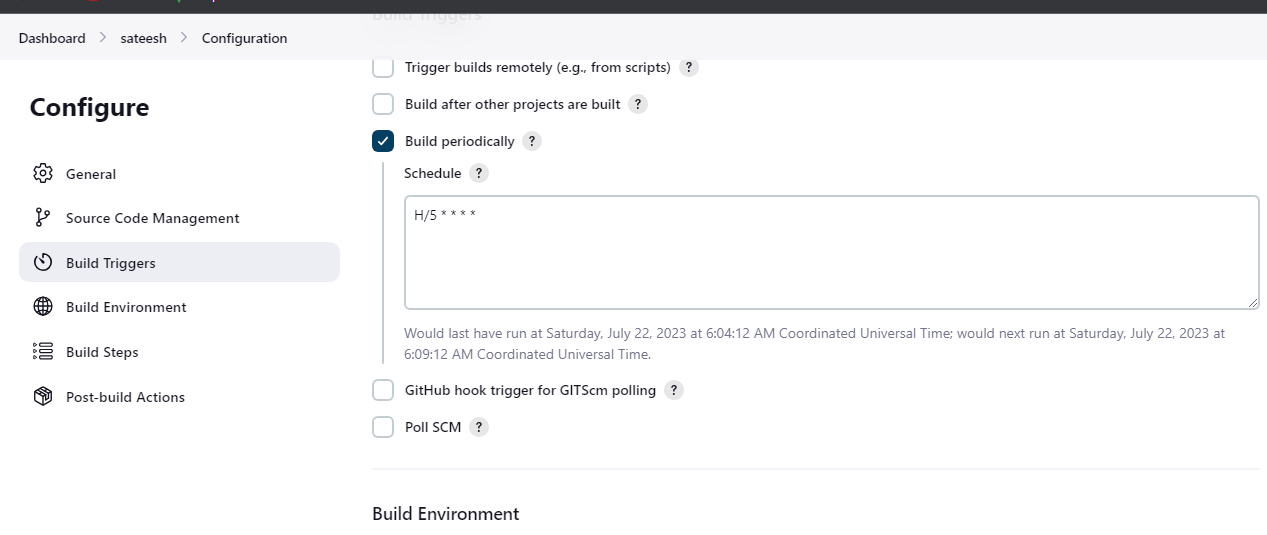 Build Triggers
Dashboard > sateesh > Configuration
Configure
General
Source Code Management
Build Triggers
Build Environment
Build Steps
Post-build Actions
Trigger builds remotely (e.g., from scripts) ?
Build after other projects are built ?
Build periodically ?
Schedule ?
H/5 * * * *
Would last have run at Saturday, July 22, 2023 at 6:04:12 AM Coordinated Universal Time; would next run at Saturday, July 22, 2023 at
6:09:12 AM Coordinated Universal Time.
GitHub hook trigger for GITScm polling ?
Poll SCM ?
Build Environment